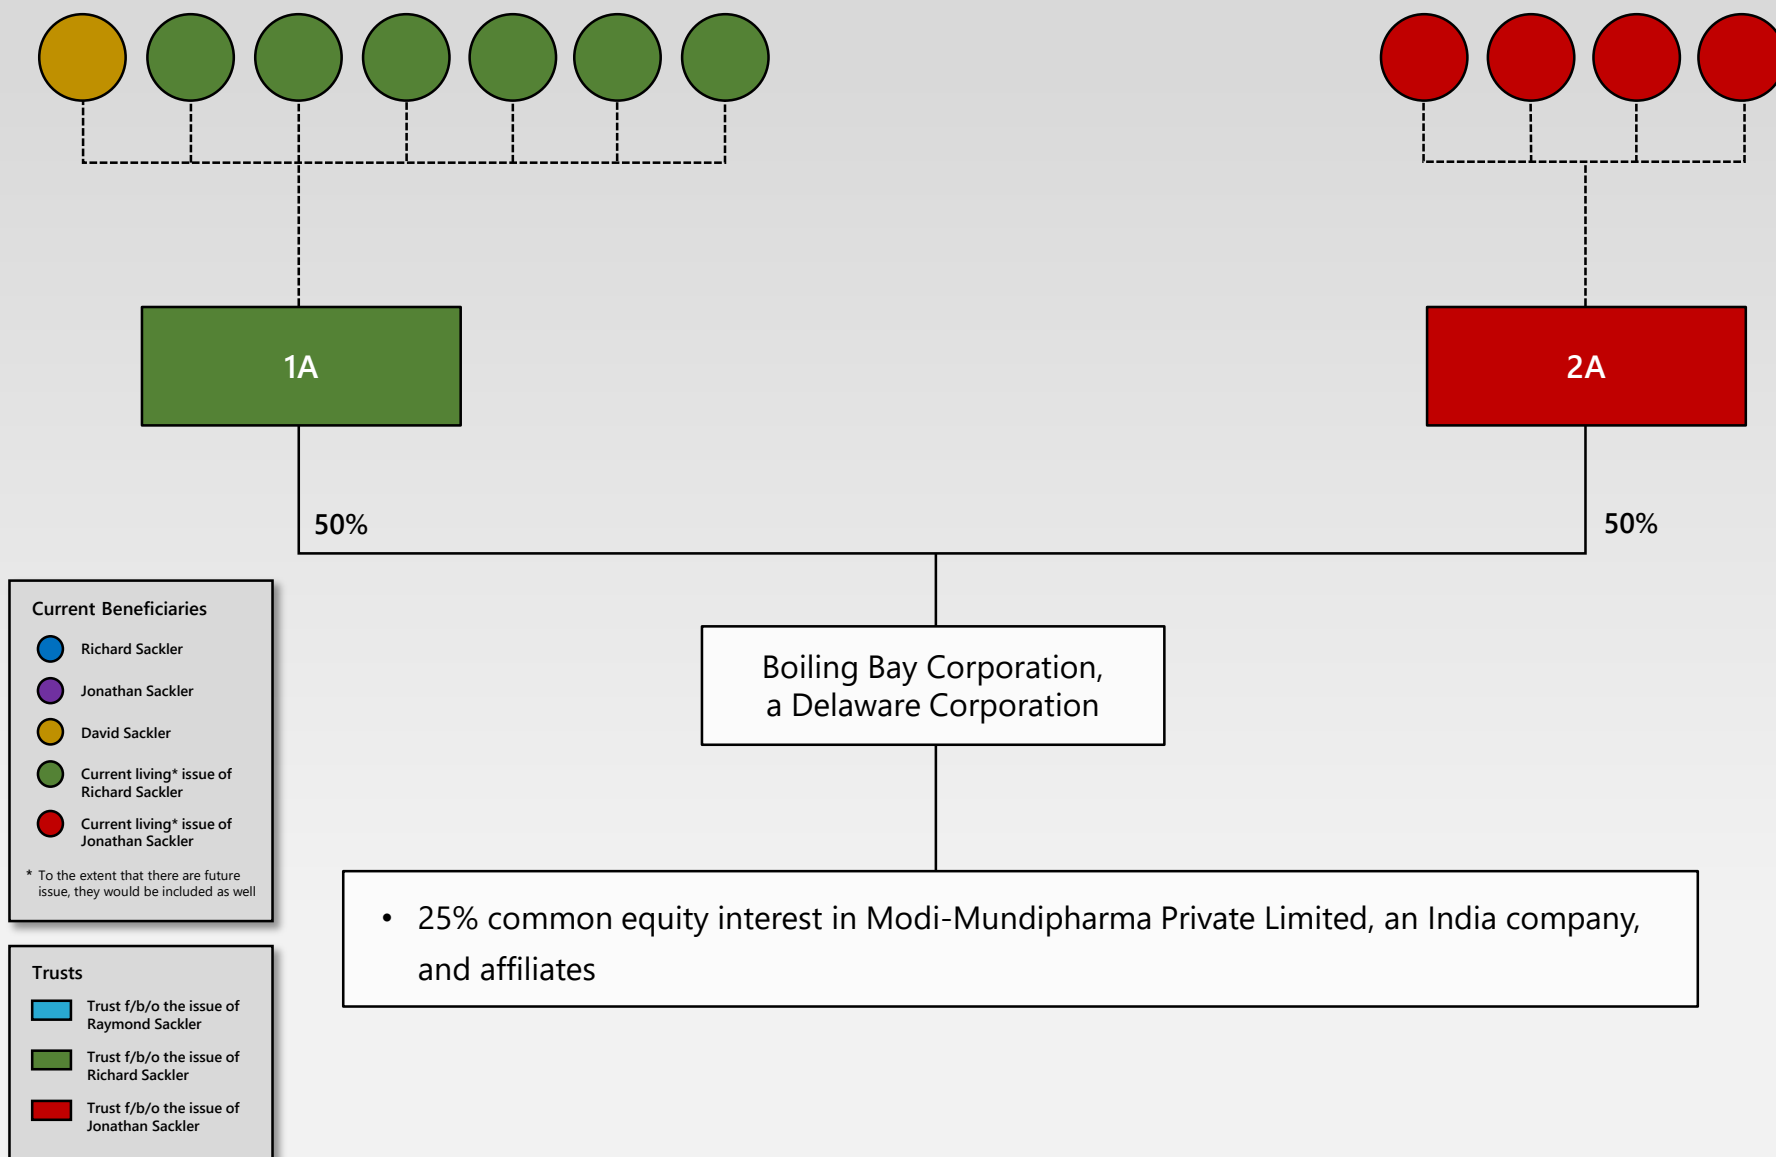 1A
2A
50%
50%
Boiling Bay Corporation,
a Delaware Corporation
• 25% common equity interest in Modi-Mundipharma Private Limited, an India company,
and affiliates
Current Beneficiaries
Richard Sackler
Jonathan Sackler
David Sackler
Current living* issue of
Richard Sackler
Current living* issue of
Jonathan Sackler
* To the extent that there are future
issue, they would be included as well
Trusts
Trust f/b/o the issue of
Raymond Sackler
Trust f/b/o the issue of
Richard Sackler
Trust f/b/o the issue of
Jonathan Sackler